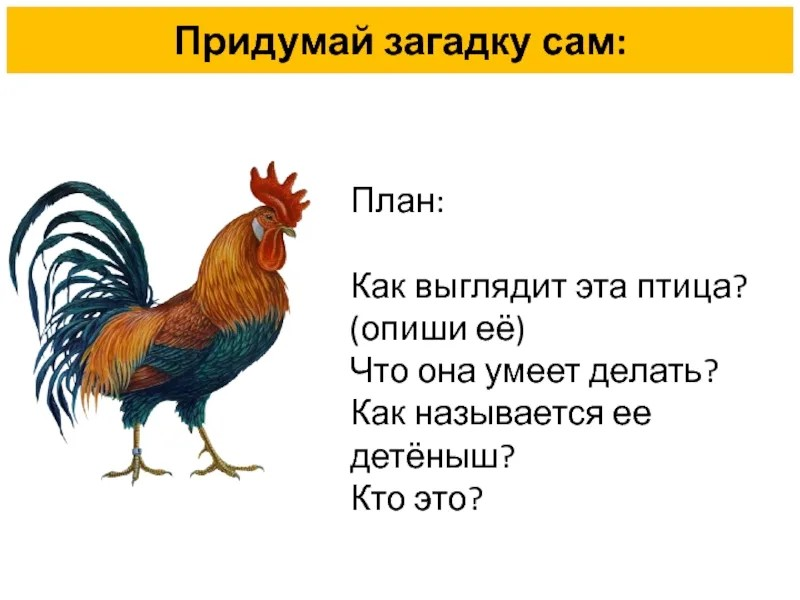 Придумай загадку сам:
План:
Как выглядит эта птица?
(опиши её)
Что она умеет делать?
Как называется ее
детёныш?
Кто это?